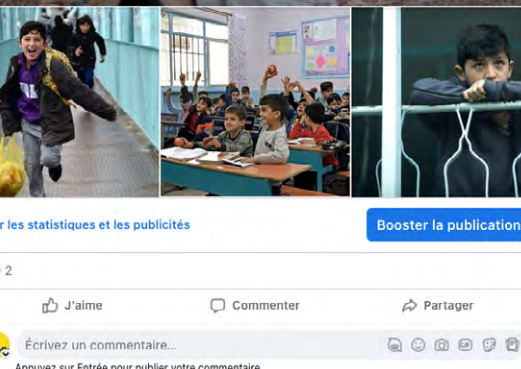 r les statistiques et les publicités
Booster la publication
2
J'aime
Commenter
Partager
Écrivez un commentaire...
Appuyez sur Entrée pour publier votre commentaire